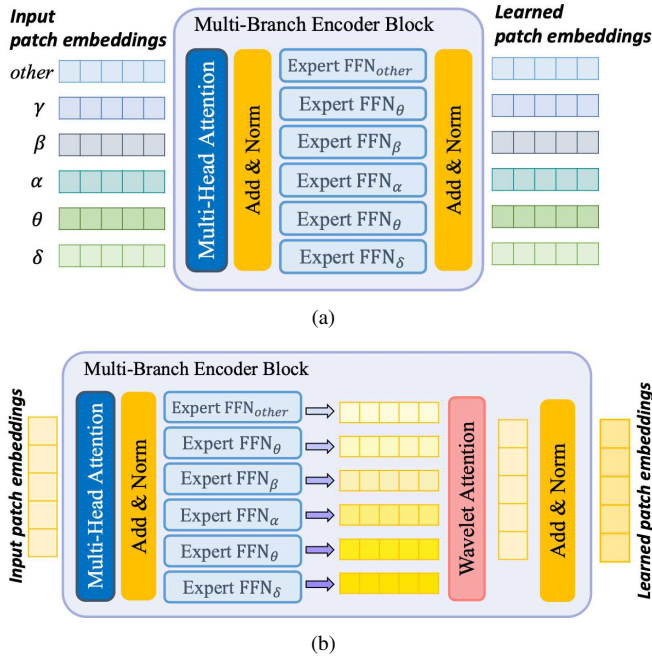 Input
patch embeddings
Multi-Branch Encoder Block
Learned
patch embeddings
other
γ
β
α
θ
δ
Multi-Head Attention
Add & Norm
Expert FFN_other
Expert FFN_θ
Expert FFN_β
Expert FFN_α
Expert FFN_θ
Expert FFN_δ
Add & Norm
(a)
Multi-Branch Encoder Block
Input patch embeddings
Multi-Head Attention
Add & Norm
Expert FFN_other
Expert FFN_θ
Expert FFN_β
Expert FFN_α
Expert FFN_θ
Expert FFN_δ
Wavelet Attention
Add & Norm
Learned patch embeddings
(b)